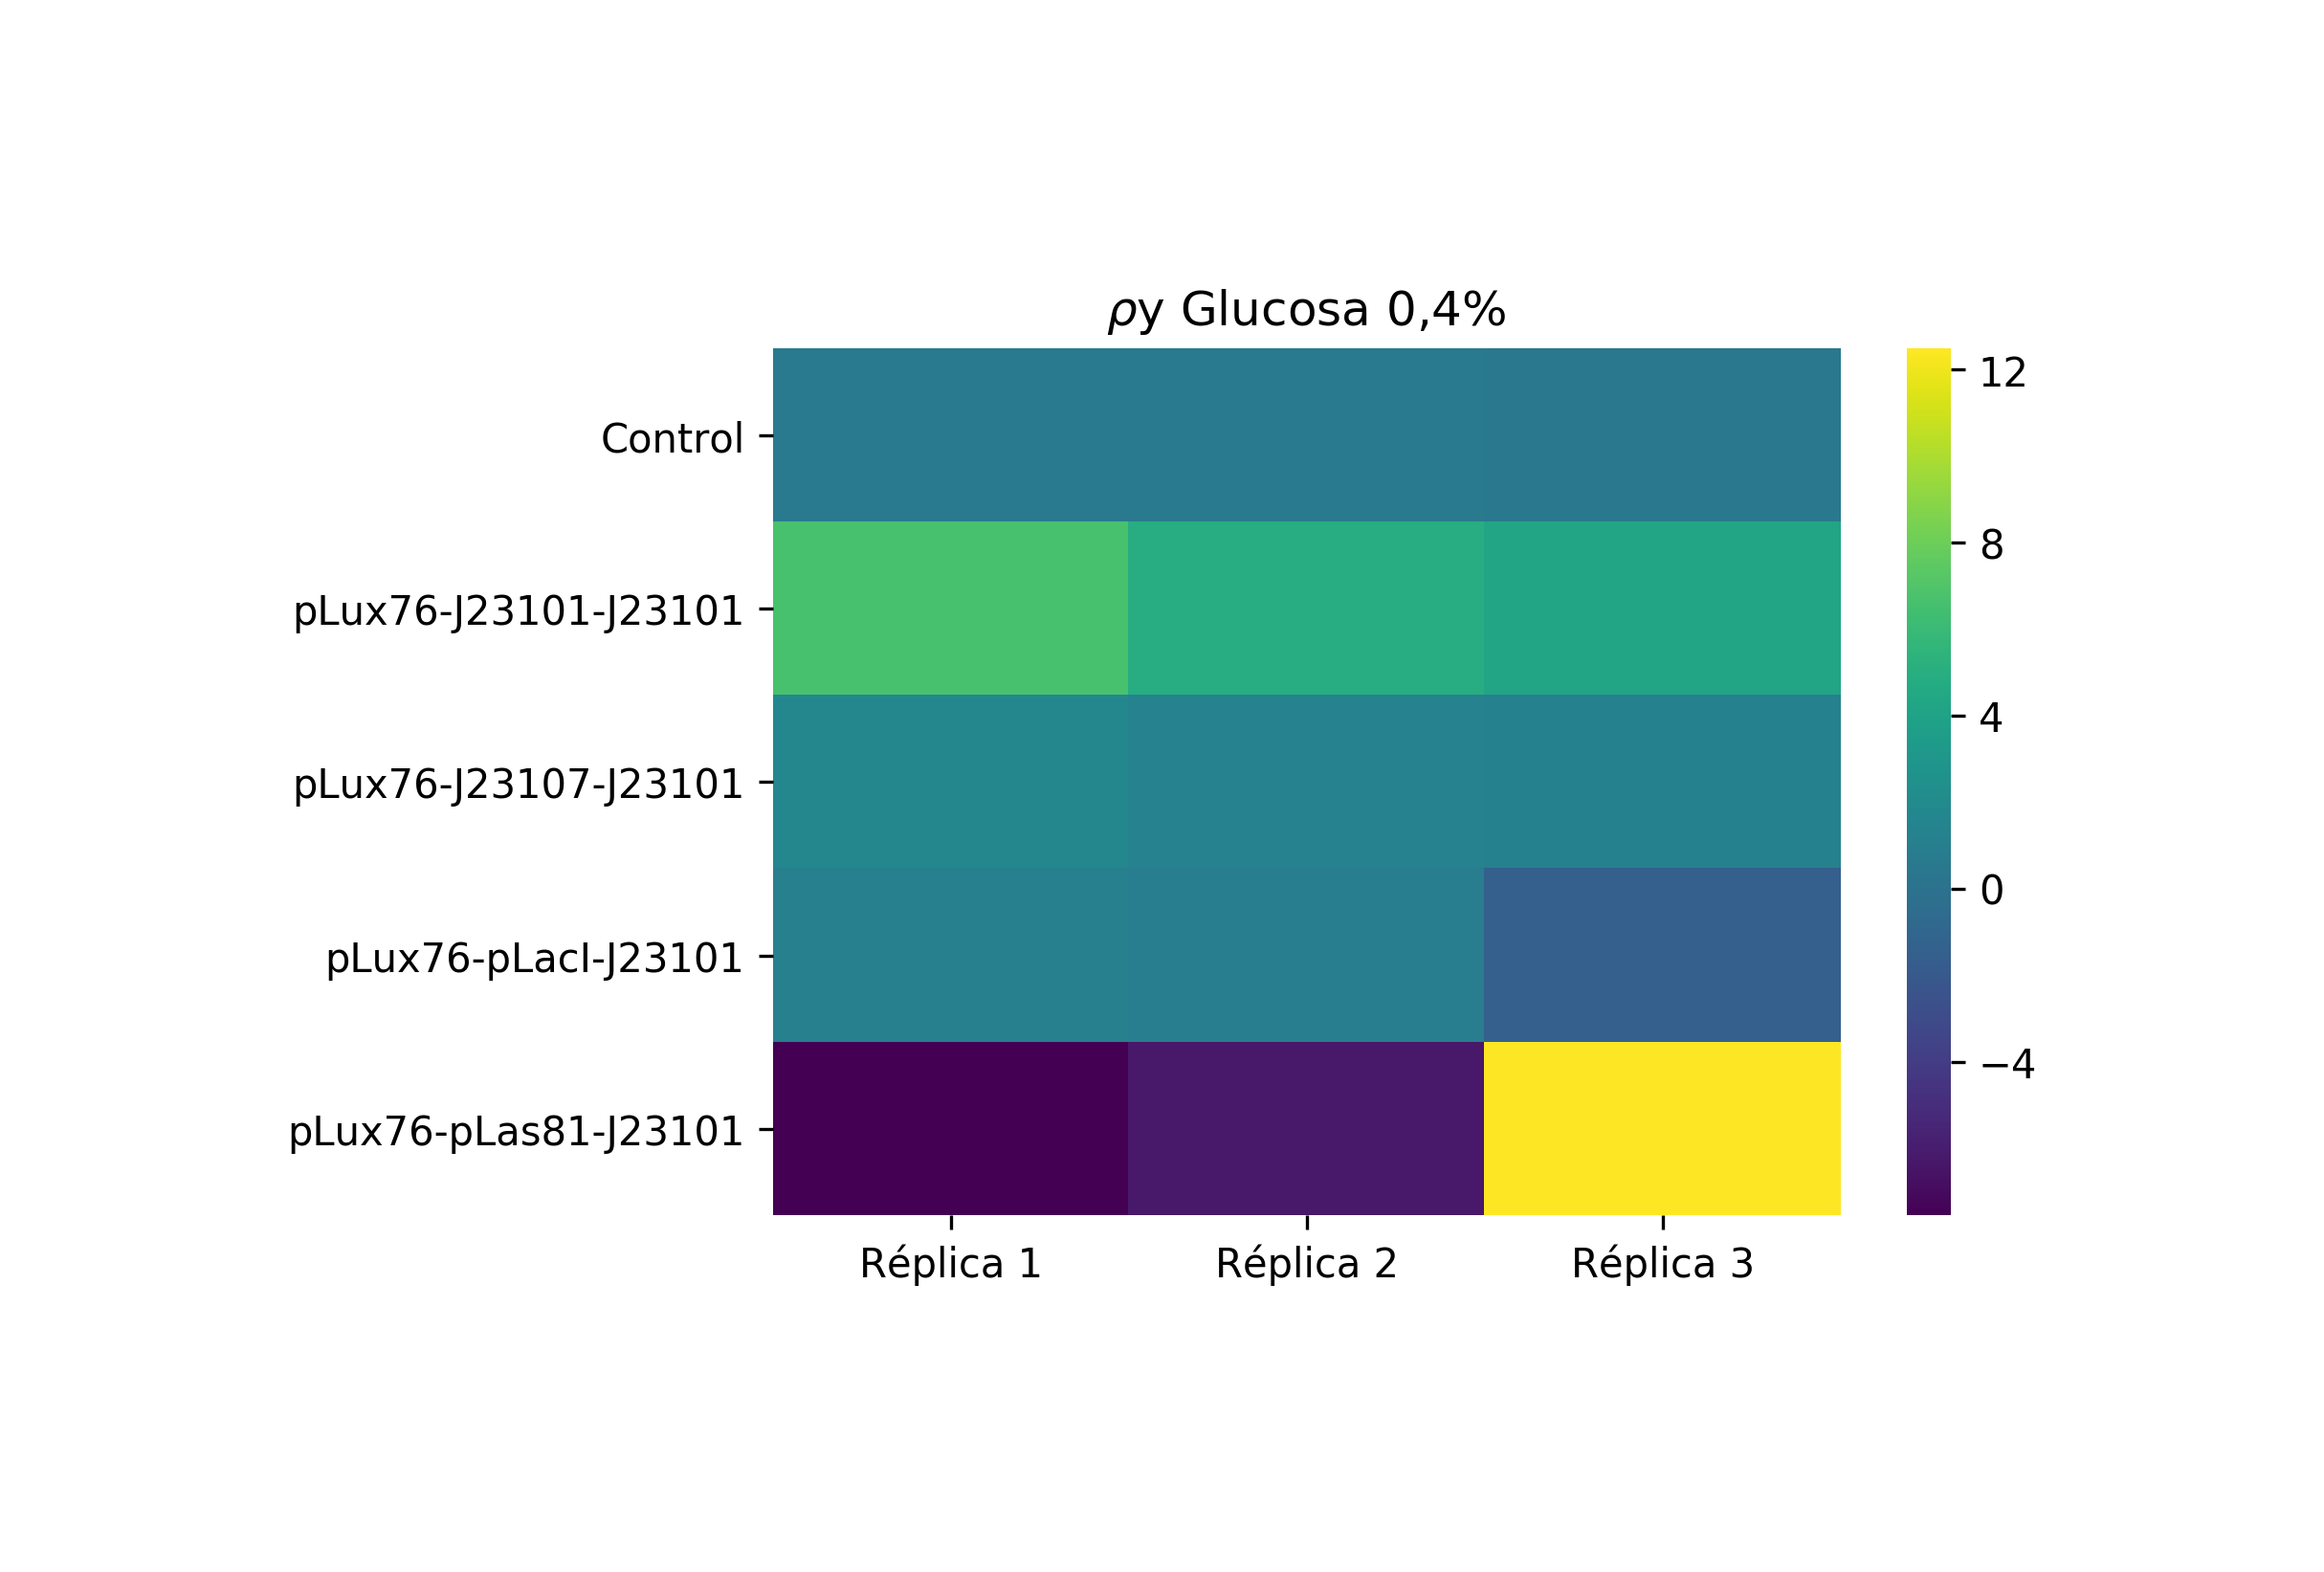 ρy Glucosa 0,4%
Control
pLux76-J23101-J23101
pLux76-J23107-J23101
pLux76-pLacI-J23101
pLux76-pLas81-J23101
Réplica 1
Réplica 2
Réplica 3
12
8
4
0
−4